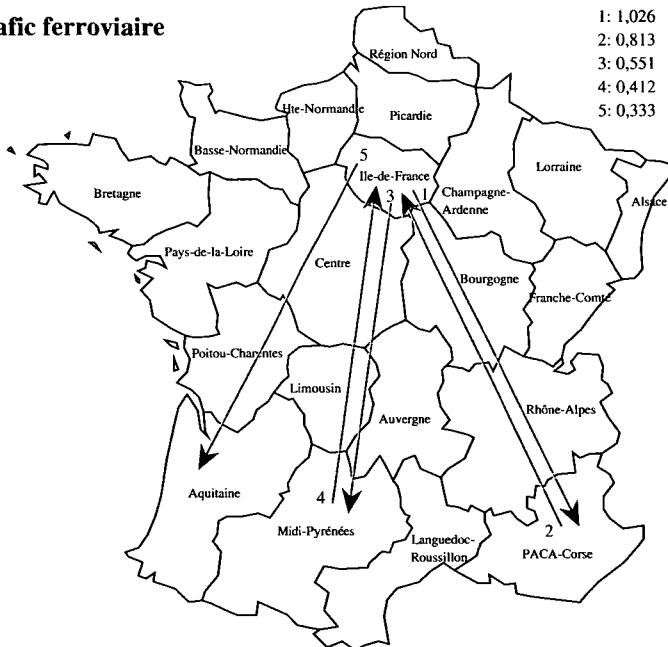 afic ferroviaire
1: 1,026
2: 0,813
3: 0,551
4: 0,412
5: 0,333
Région Nord
Hte-Normandie
Picardie
Basse-Normandie
5
Ile-de-France
Lorraine
Bretagne
3
1
Champagne-
Ardenne
Alsace
Pays-de-la-Loire
Centre
Bourgogne
Franche-Comte
Poitou-Charentes
Limousin
Auvergne
Rhône-Alpes
Aquitaine
4
Midi-Pyrénées
Languedoc-
Roussillon
2
PACA-Corse